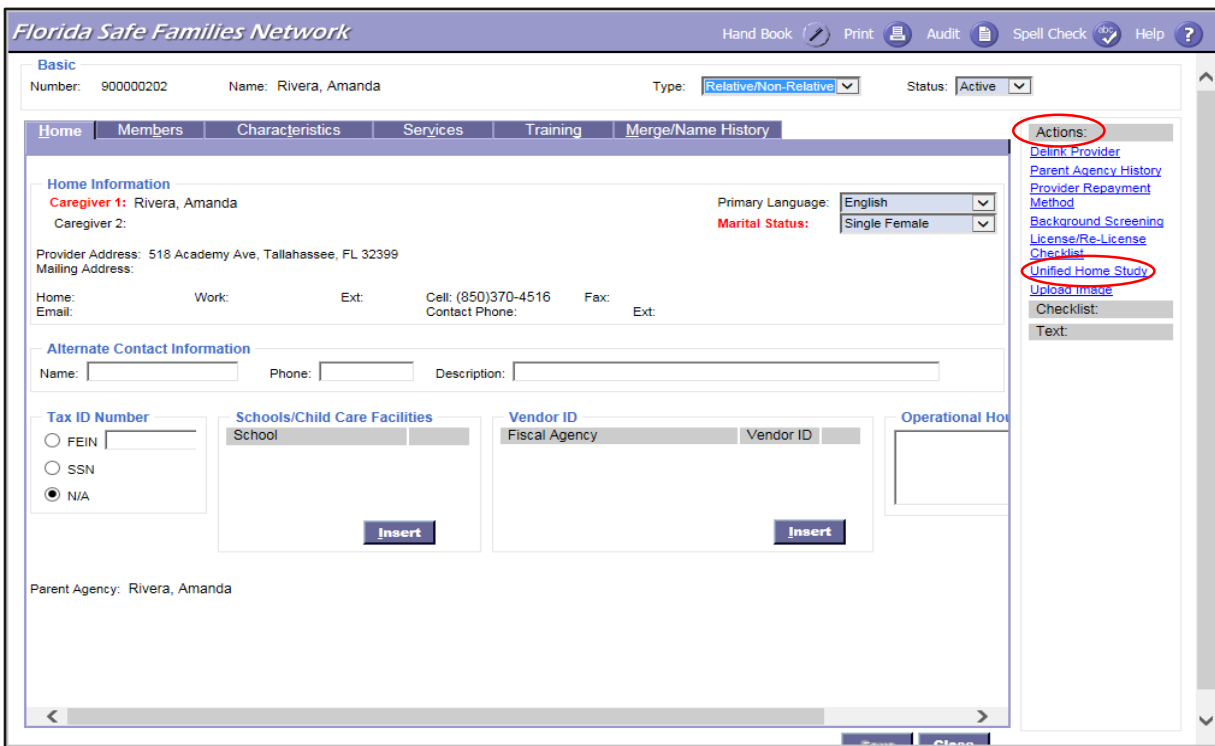 Florida Safe Families Network Hand Book Print Audit Spell Check Help
Basic
Number: 900000202 Name: Rivera, Amanda Type: Relative/Non-Relative Status: Active
Home Members Characteristics Services Training Merge/Name History
Actions:
Delink Provider
Parent Agency History
Provider Repayment
Method
Background Screening
License/Re-License
Checklist
Unified Home Study
Upload Image
Checklist:
Text:
Home Information
Caregiver 1: Rivera, Amanda Primary Language: English
Caregiver 2: Marital Status: Single Female
Provider Address: 518 Academy Ave, Tallahassee, FL 32399
Mailing Address:
Home: Work: Ext: Cell: (850)370-4516 Fax:
Email: Contact Phone: Ext:
Alternate Contact Information
Name: Phone: Description:
Tax ID Number Schools/Child Care Facilities Vendor ID Operational Hou
FEIN School Fiscal Agency Vendor ID
SSN
N/A
Insert Insert
Parent Agency: Rivera, Amanda
Save Close